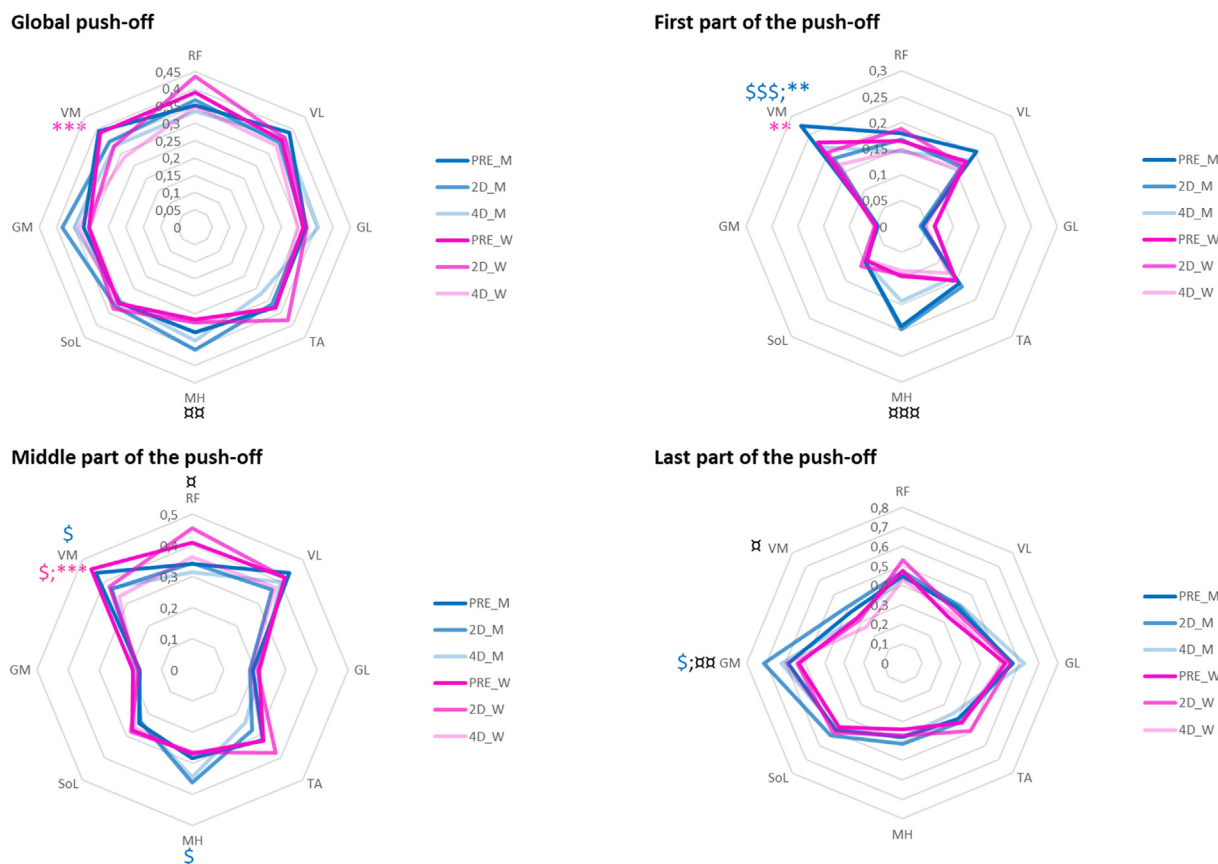 Global push-off
RF
0,45
0,4
0,35
0,3
0,25
0,2
0,15
0,1
0,05
0
VL
GL
TA
MH
¤¤
SoL
GM
VM
***
PRE_M
2D_M
4D_M
PRE_W
2D_W
4D_W
First part of the push-off
RF
0,3
0,25
0,2
0,15
0,1
0,05
0
VL
GL
TA
MH
¤¤¤
SoL
GM
$$$;**
VM
**
PRE_M
2D_M
4D_M
PRE_W
2D_W
4D_W
Middle part of the push-off
¤
RF
0,5
0,4
0,3
0,2
0,1
0
VL
GL
TA
MH
$
SoL
GM
$
VM
$;***
PRE_M
2D_M
4D_M
PRE_W
2D_W
4D_W
Last part of the push-off
RF
0,8
0,7
0,6
0,5
0,4
0,3
0,2
0,1
0
VL
GL
TA
MH
SoL
$;¤¤ GM
¤ VM
PRE_M
2D_M
4D_M
PRE_W
2D_W
4D_W